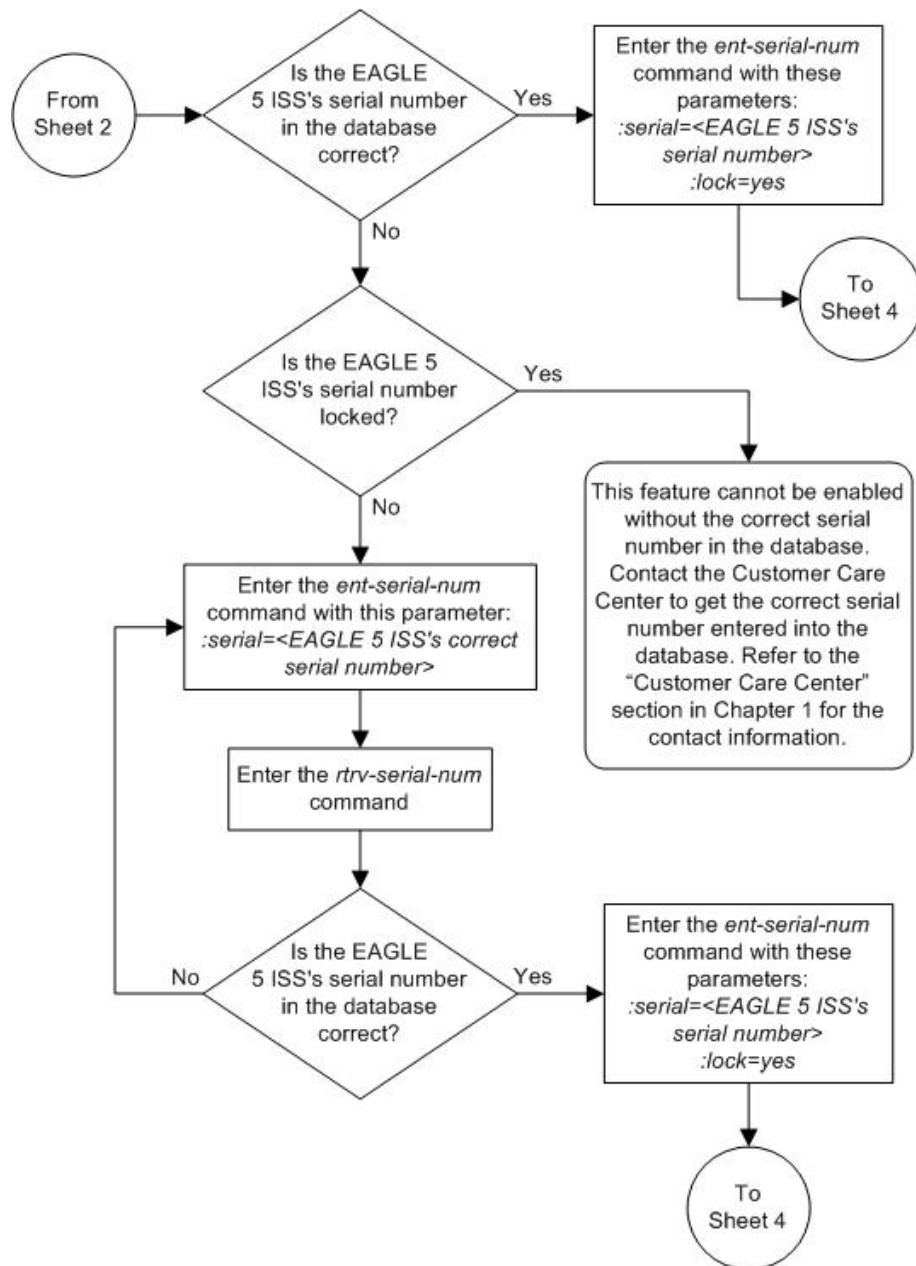 From
Sheet 2
Is the EAGLE
5 ISS's serial number
in the database
correct?
Yes
Enter the ent-serial-num
command with these
parameters:
:serial=<EAGLE 5 ISS's
serial number>
:lock=yes
No
To
Sheet 4
Is the EAGLE 5
ISS's serial number
locked?
Yes
No
This feature cannot be enabled
without the correct serial
number in the database.
Contact the Customer Care
Center to get the correct serial
number entered into the
database. Refer to the
“Customer Care Center”
section in Chapter 1 for the
contact information.
Enter the ent-serial-num
command with this parameter:
:serial=<EAGLE 5 ISS's correct
serial number>
Enter the rtrv-serial-num
command
Is the EAGLE
5 ISS's serial number
in the database
correct?
No
Yes
Enter the ent-serial-num
command with these
parameters:
:serial=<EAGLE 5 ISS's
serial number>
:lock=yes
To
Sheet 4